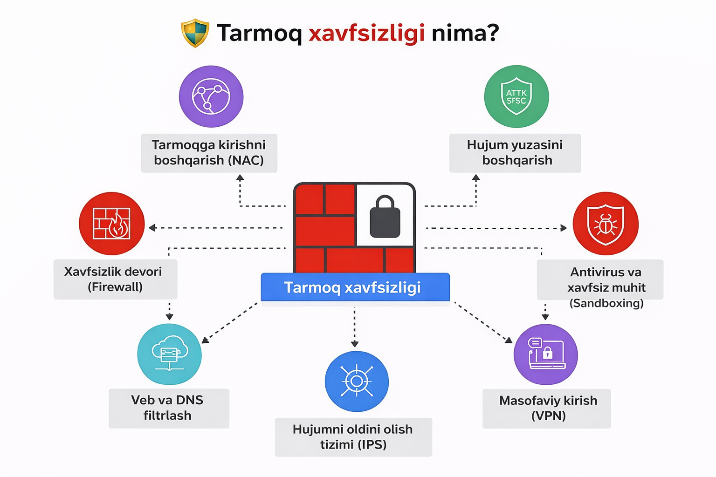 Tarmoq xavfsizligi nima?
ATTK
SFSC
Tarmoqga kirishni
boshqarish (NAC)
Hujum yuzasini
boshqarish
Xavfsizlik devori
(Firewall)
Antivirus va
xavfsiz muhit
(Sandboxing)
Tarmoq xavfsizligi
Veb va DNS
filtrlash
Hujumni oldini olish
tizimi (IPS)
Masofaviy kirish
(VPN)